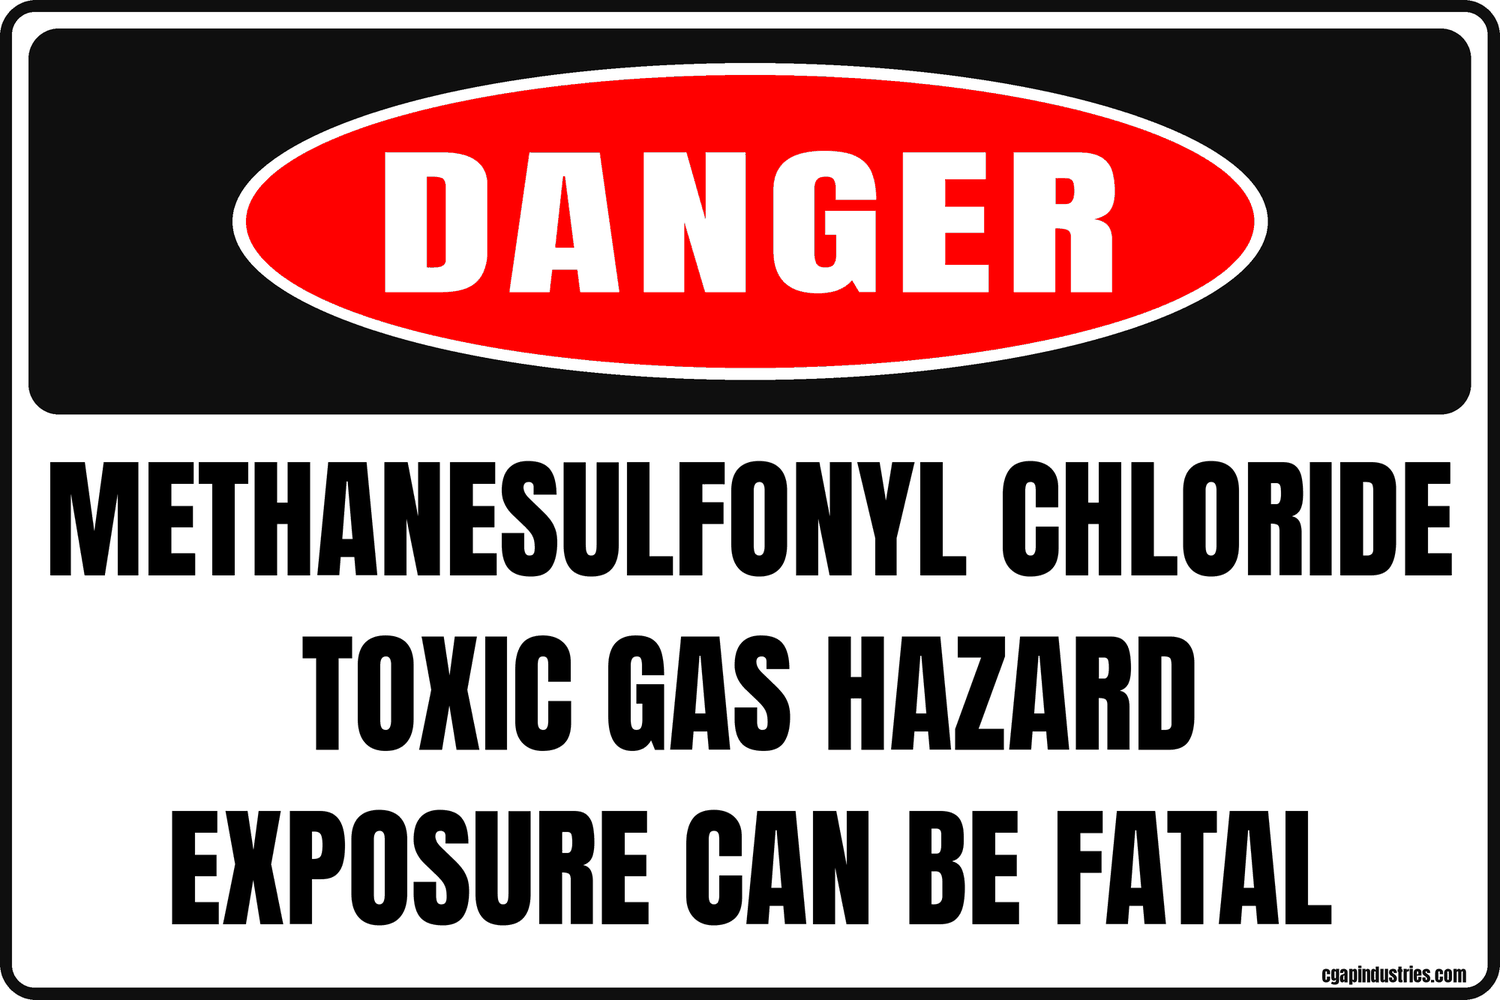 DANGER
METHANESULFONYL CHLORIDE
TOXIC GAS HAZARD
EXPOSURE CAN BE FATAL
cgapindustries.com